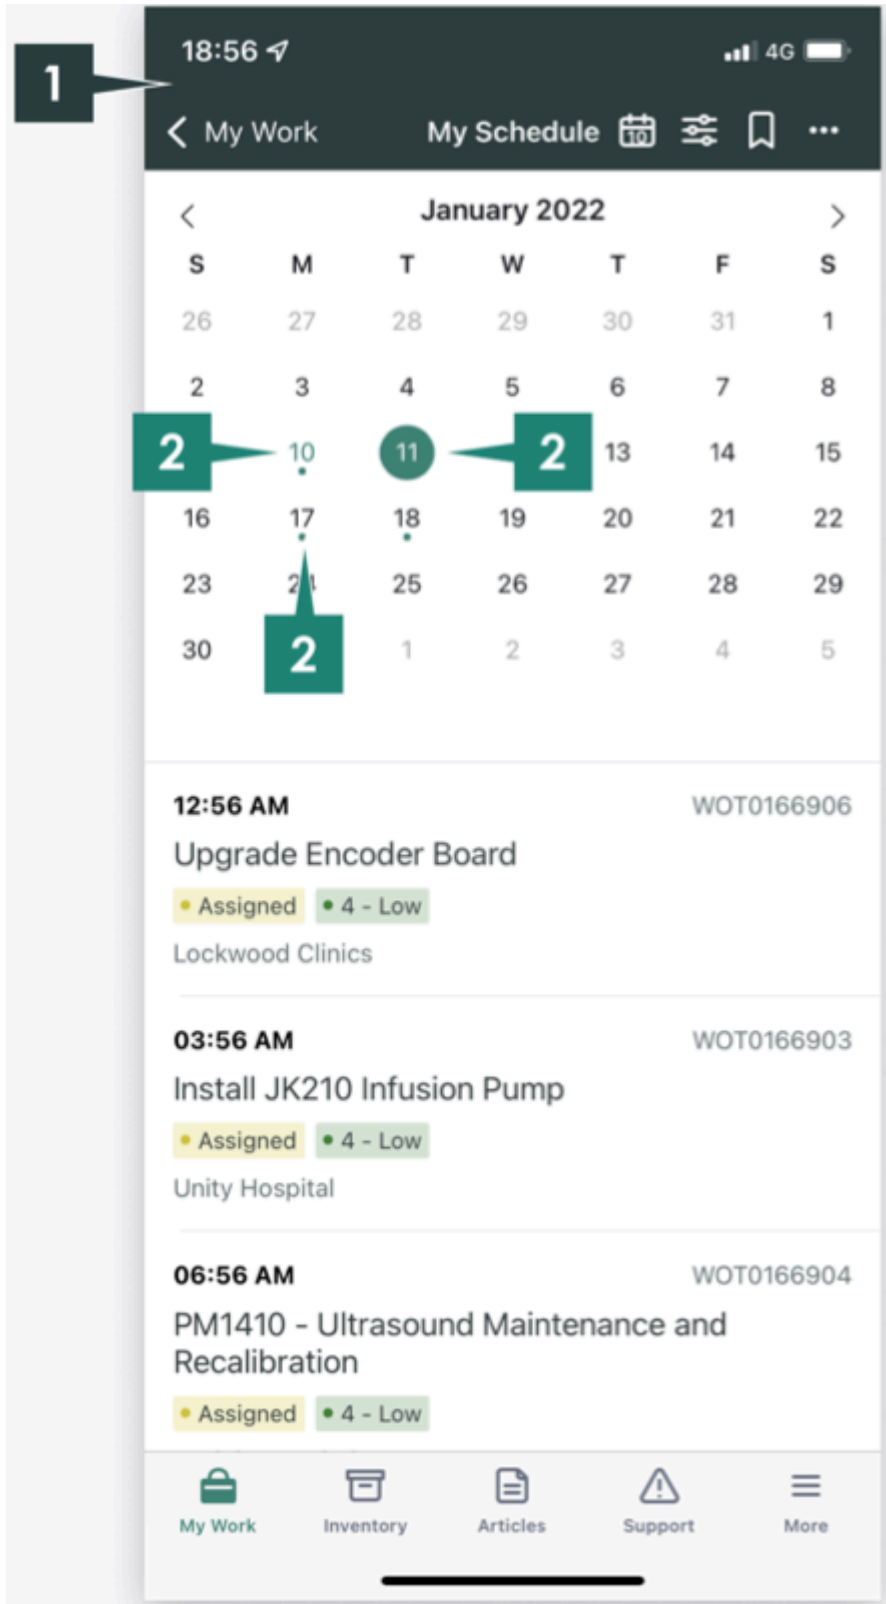 18:56 4G
1
My Work My Schedule 10
January 2022
S M T W T F S
26 27 28 29 30 31 1
2 3 4 5 6 7 8
2 10 11 2 13 14 15
16 17 18 19 20 21 22
23 24 25 26 27 28 29
30 2 1 2 3 4 5
12:56 AM WOT0166906
Upgrade Encoder Board
Assigned 4 - Low
Lockwood Clinics
03:56 AM WOT0166903
Install JK210 Infusion Pump
Assigned 4 - Low
Unity Hospital
06:56 AM WOT0166904
PM1410 - Ultrasound Maintenance and
Recalibration
Assigned 4 - Low
My Work Inventory Articles Support More